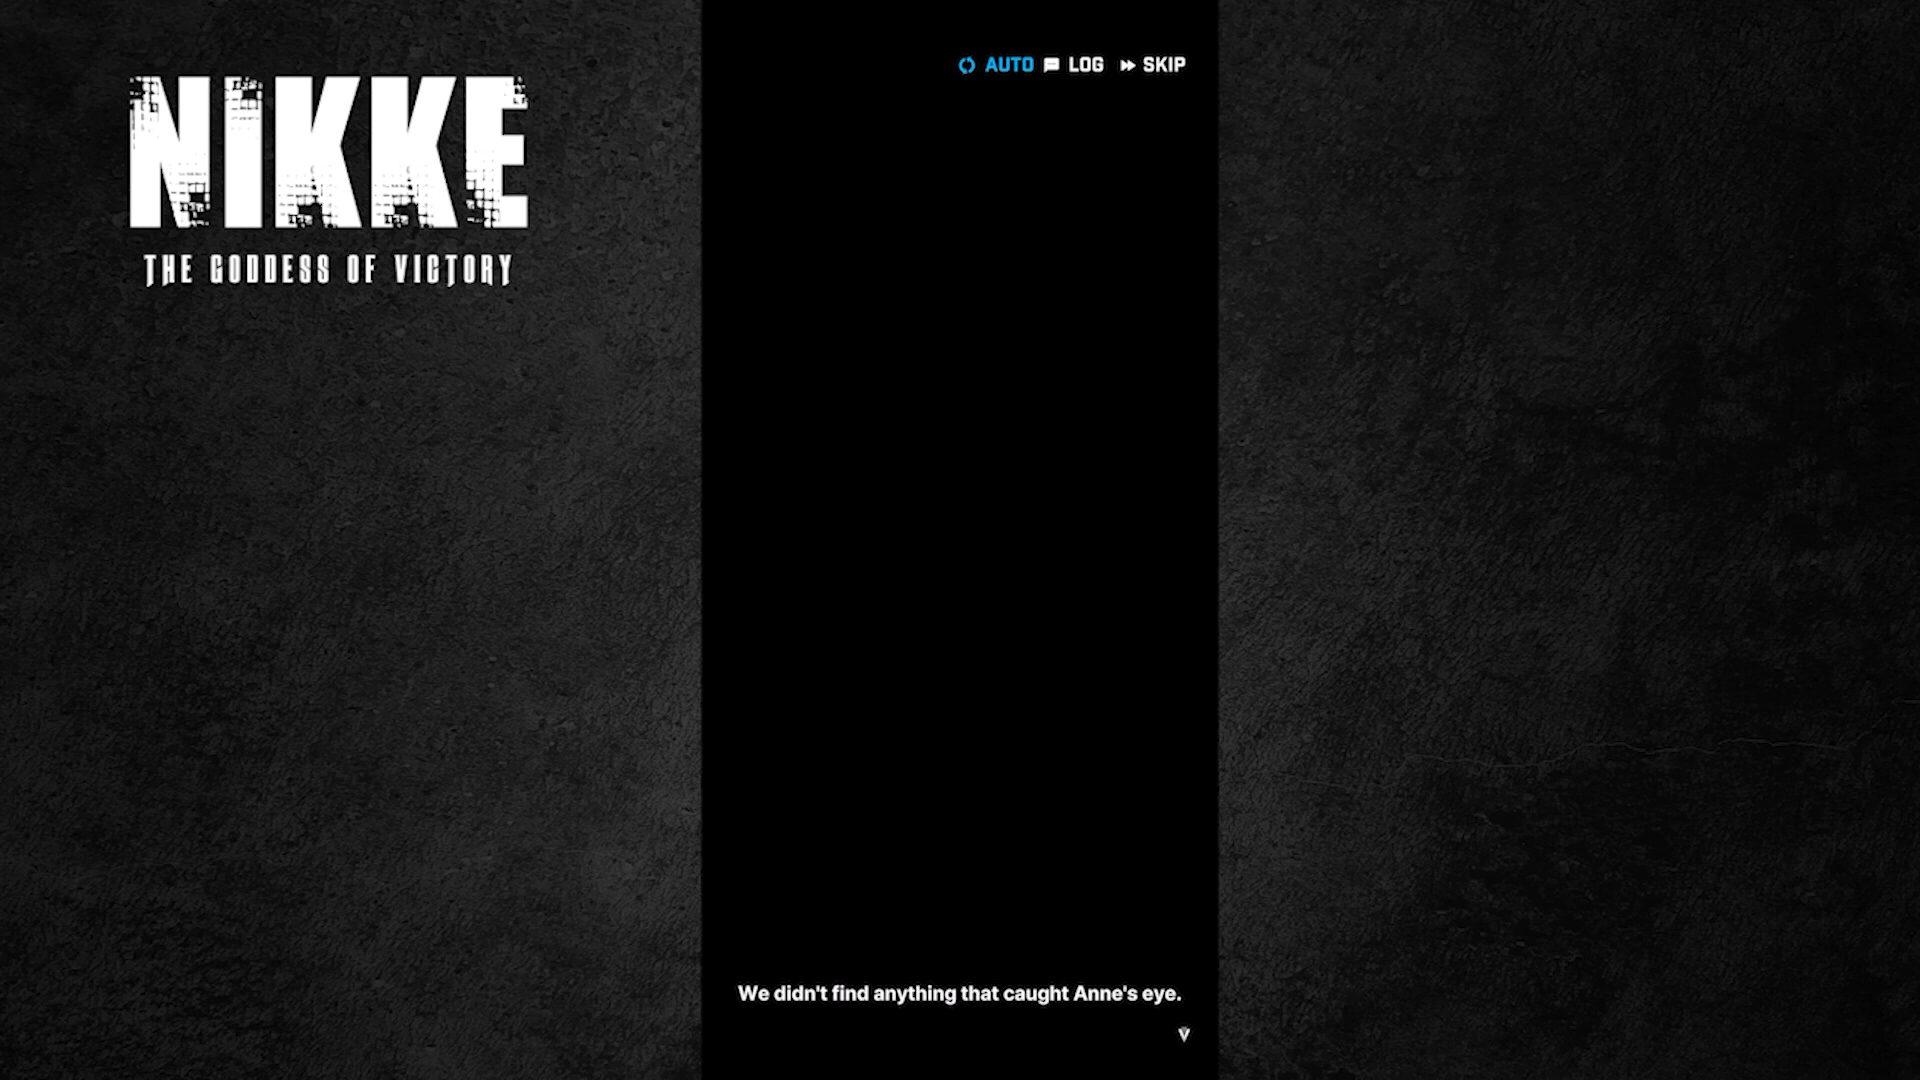 NIKKE
THE GODDESS OF VICTORY
AUTO LOG SKIP
We didn't find anything that caught Anne's eye.